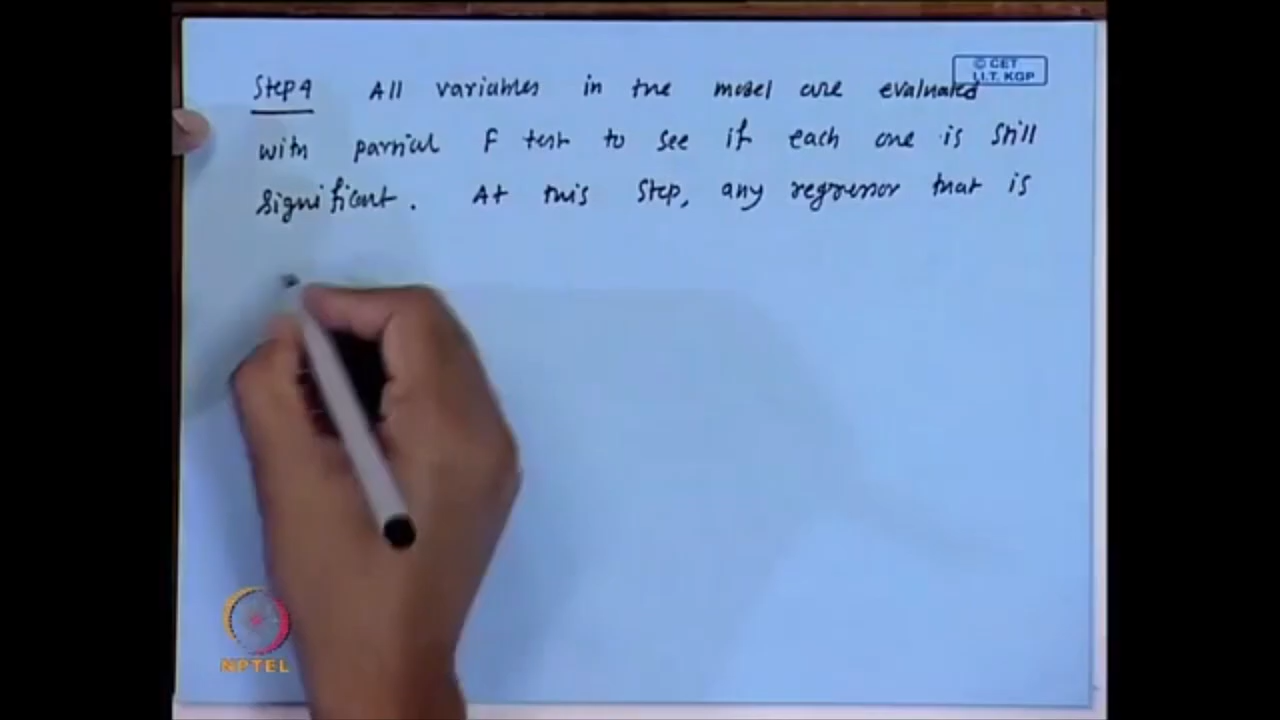 © CET
I.I.T. KGP
Step 4 All variables in the model are evaluated
with partial F test to see if each one is still
significant. At this step, any regressor that is
NPTEL